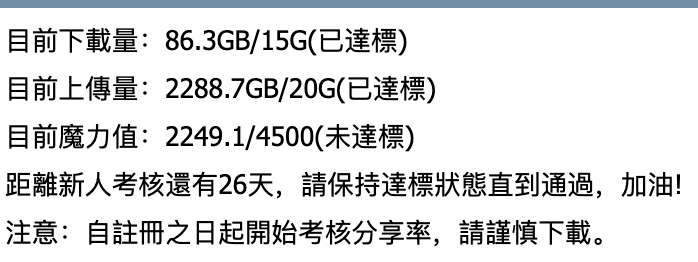 目前下載量：86.3GB/15G(已達標)
目前上傳量：2288.7GB/20G(已達標)
目前魔力值：2249.1/4500(未達標)
距離新人考核還有26天，請保持達標狀態直到通過，加油!
注意：自註冊之日起開始考核分享率，請謹慎下載。